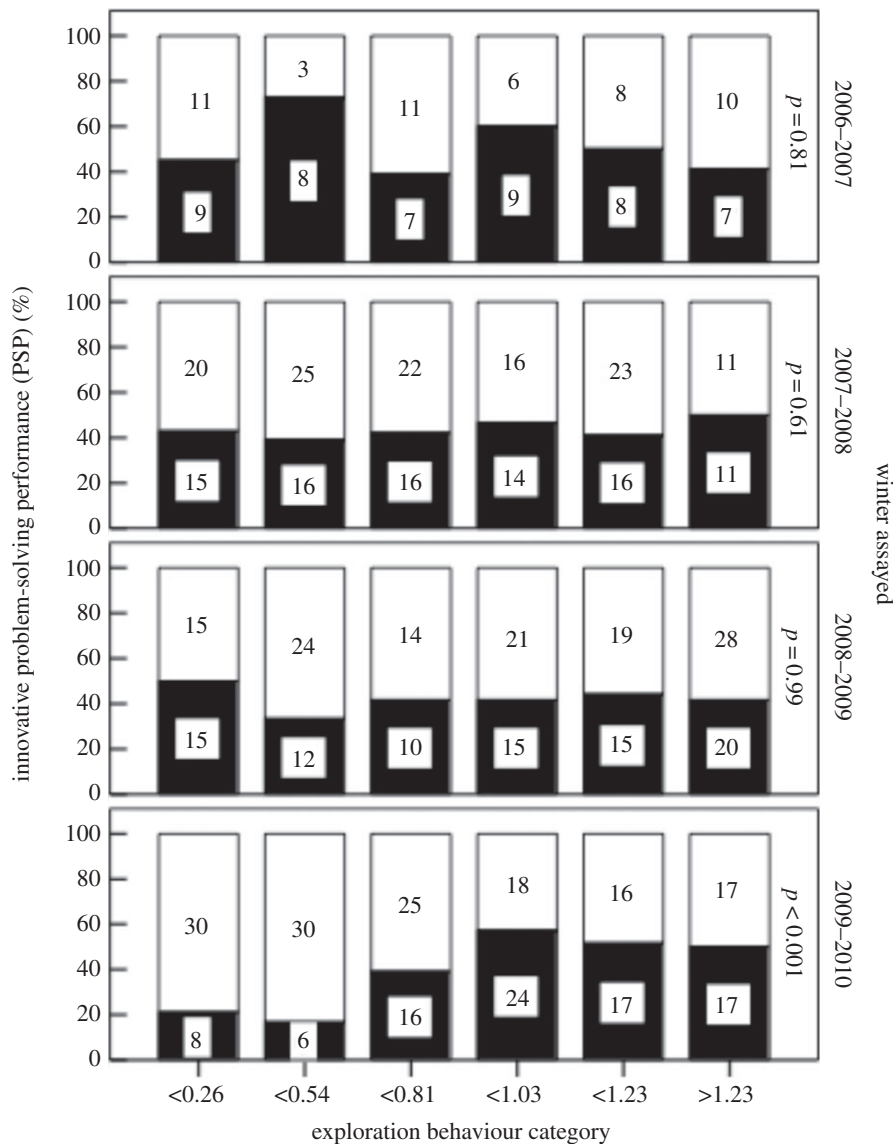 innovative problem-solving performance (PSP) (%)
100
80
60
40
20
0
11 3 11 6 8 10
9 8 7 9 8 7
p = 0.81
2006–2007
100
80
60
40
20
0
20 25 22 16 23 11
15 16 16 14 16 11
p = 0.61
2007–2008
100
80
60
40
20
0
15 24 14 21 19 28
15 12 10 15 15 20
p = 0.99
2008–2009
100
80
60
40
20
0
30 30 25 18 16 17
8 6 16 24 17 17
p < 0.001
2009–2010
winter assayed
<0.26 <0.54 <0.81 <1.03 <1.23 >1.23
exploration behaviour category